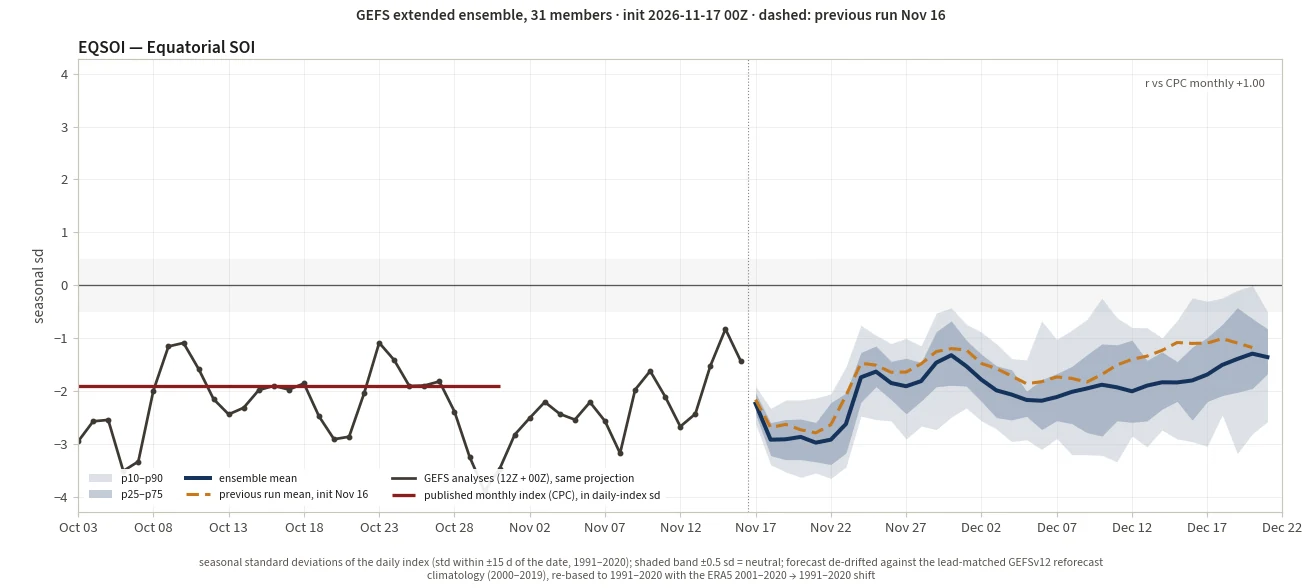 GEFS extended ensemble, 31 members · init 2026-11-17 00Z · dashed: previous run Nov 16
EQSOI — Equatorial SOI
r vs CPC monthly +1.00
seasonal sd
4
3
2
1
0
−1
−2
−3
−4
p10–p90
p25–p75
ensemble mean
previous run mean, init Nov 16
GEFS analyses (12Z + 00Z), same projection
published monthly index (CPC), in daily-index sd
Oct 03 Oct 08 Oct 13 Oct 18 Oct 23 Oct 28 Nov 02 Nov 07 Nov 12 Nov 17 Nov 22 Nov 27 Dec 02 Dec 07 Dec 12 Dec 17 Dec 22
seasonal standard deviations of the daily index (std within ±15 d of the date, 1991–2020); shaded band ±0.5 sd = neutral; forecast de-drifted against the lead-matched GEFSv12 reforecast
climatology (2000–2019), re-based to 1991–2020 with the ERA5 2001–2020 → 1991–2020 shift